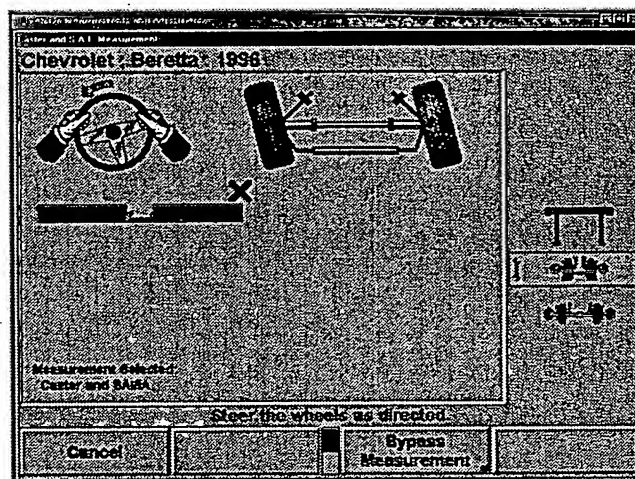 Caster and S.A.I. Measurement
Chevrolet : Beretta : 1996
Measurement Selected:
Caster and SAI/IA
Steer the wheels as directed.
Cancel
Bypass
Measurement